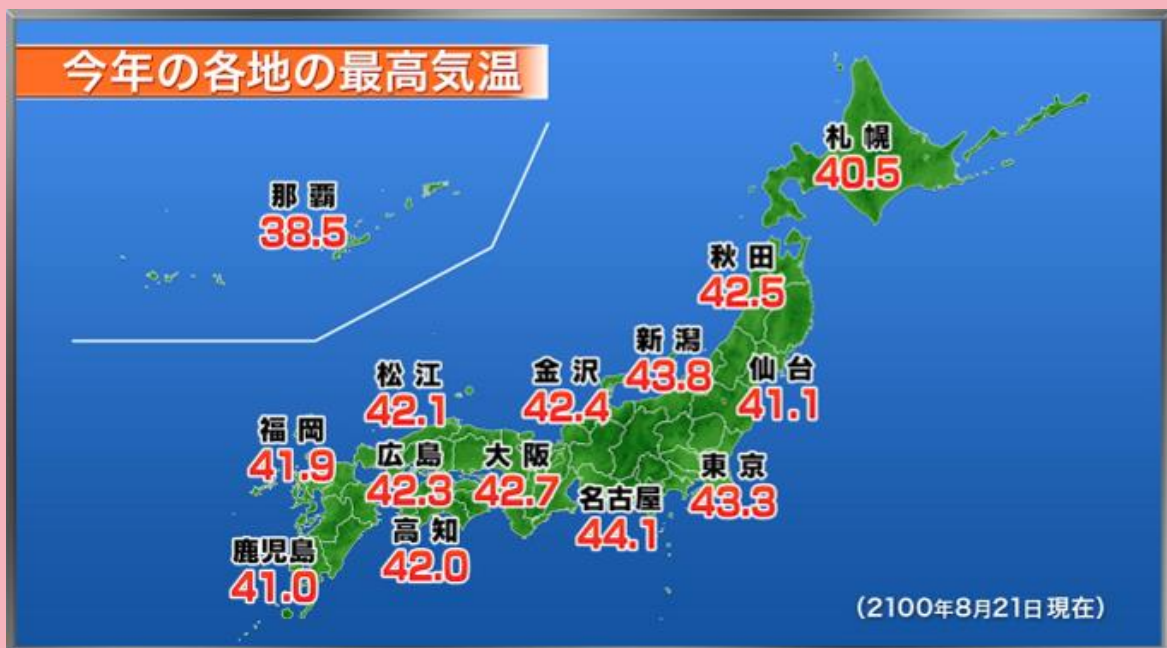 今年の各地の最高気温
札幌
40.5
那覇
38.5
秋田
42.5
新潟
43.8
仙台
41.1
金沢
42.4
松江
42.1
福岡
41.9
広島
42.3
大阪
42.7
東京
43.3
名古屋
44.1
高知
42.0
鹿児島
41.0
（2100年8月21日現在）